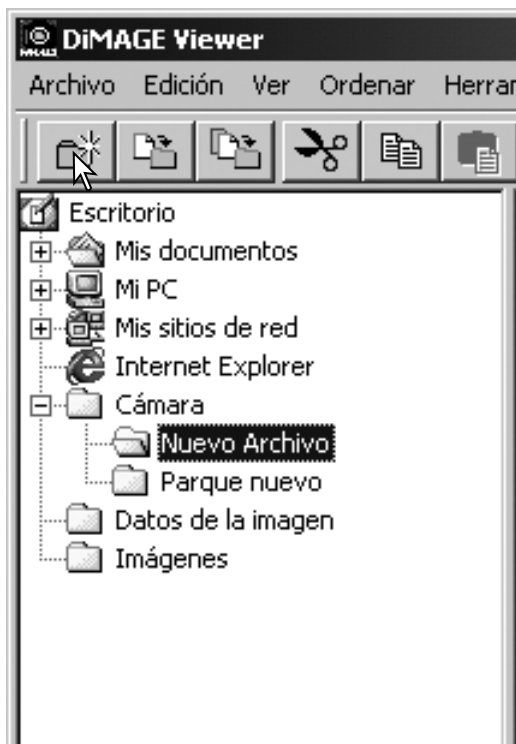 DiMAGE Viewer
Archivo Edición Ver Ordenar Herrar
Escritorio
Mis documentos
Mi PC
Mis sitios de red
Internet Explorer
Cámara
Nuevo Archivo
Parque nuevo
Datos de la imagen
Imágenes